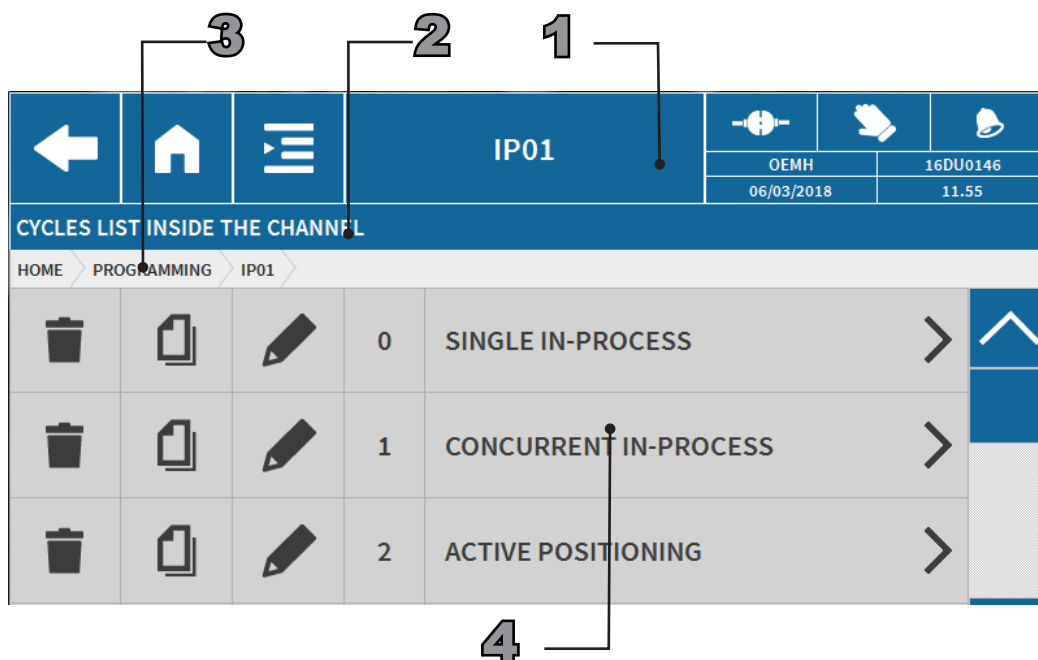 3 2 1
IP01
OEMH 16DU0146
06/03/2018 11.55
CYCLES LIST INSIDE THE CHANNEL
HOME PROGRAMMING IP01
0 SINGLE IN-PROCESS
1 CONCURRENT IN-PROCESS
2 ACTIVE POSITIONING
4